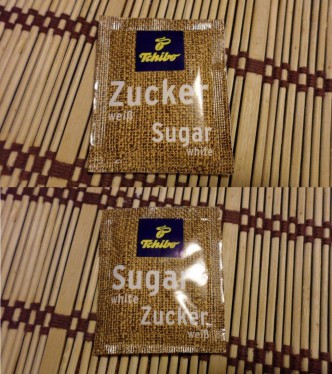 Tchibo
Zucker
weiß
Sugar
white
Tchibo
Sugar
white
Zucker
weiß